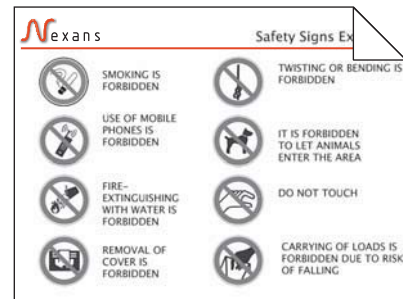 Nexans
Safety Signs Ex
SMOKING IS
FORBIDDEN
TWISTING OR BENDING IS
FORBIDDEN
USE OF MOBILE
PHONES IS
FORBIDDEN
IT IS FORBIDDEN
TO LET ANIMALS
ENTER THE AREA
FIRE-
EXTINGUISHING
WITH WATER IS
FORBIDDEN
DO NOT TOUCH
REMOVAL OF
COVER IS
FORBIDDEN
CARRYING OF LOADS IS
FORBIDDEN DUE TO RISK
OF FALLING